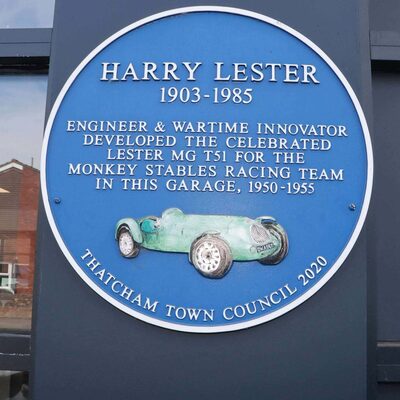 HARRY LESTER
1903-1985
ENGINEER & WARTIME INNOVATOR
DEVELOPED THE CELEBRATED
LESTER MG T51 FOR THE
MONKEY STABLES RACING TEAM
IN THIS GARAGE, 1950-1955
THATCHAM TOWN COUNCIL 2020